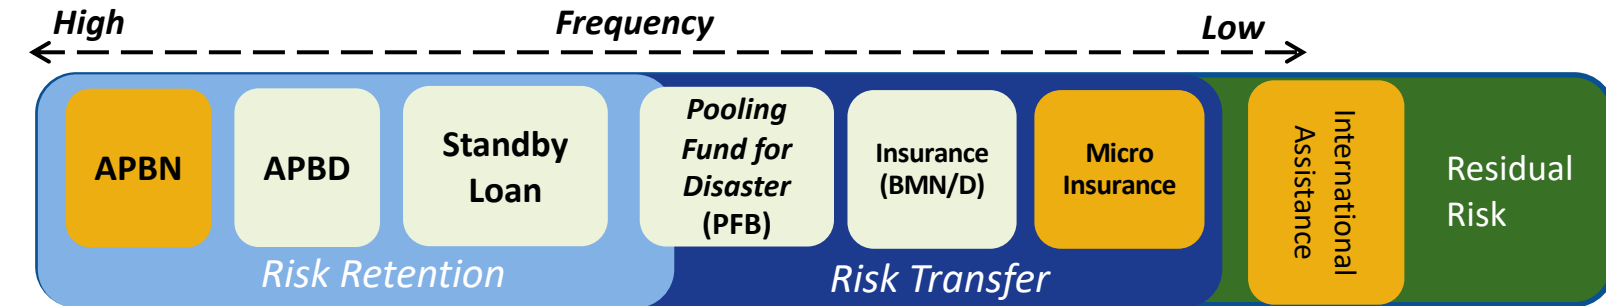 High Frequency Low
APBN
APBD
Standby
Loan
Pooling
Fund for
Disaster
(PFB)
Insurance
(BMN/D)
Micro
Insurance
International
Assistance
Residual
Risk
Risk Retention
Risk Transfer